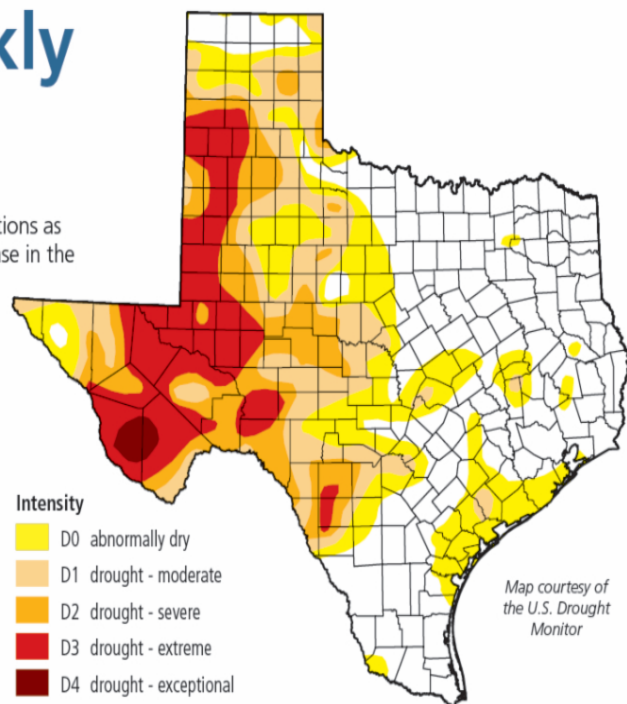 kly
tions as
use in the
Intensity
D0 abnormally dry
D1 drought - moderate
D2 drought - severe
D3 drought - extreme
D4 drought - exceptional
Map courtesy of
the U.S. Drought
Monitor